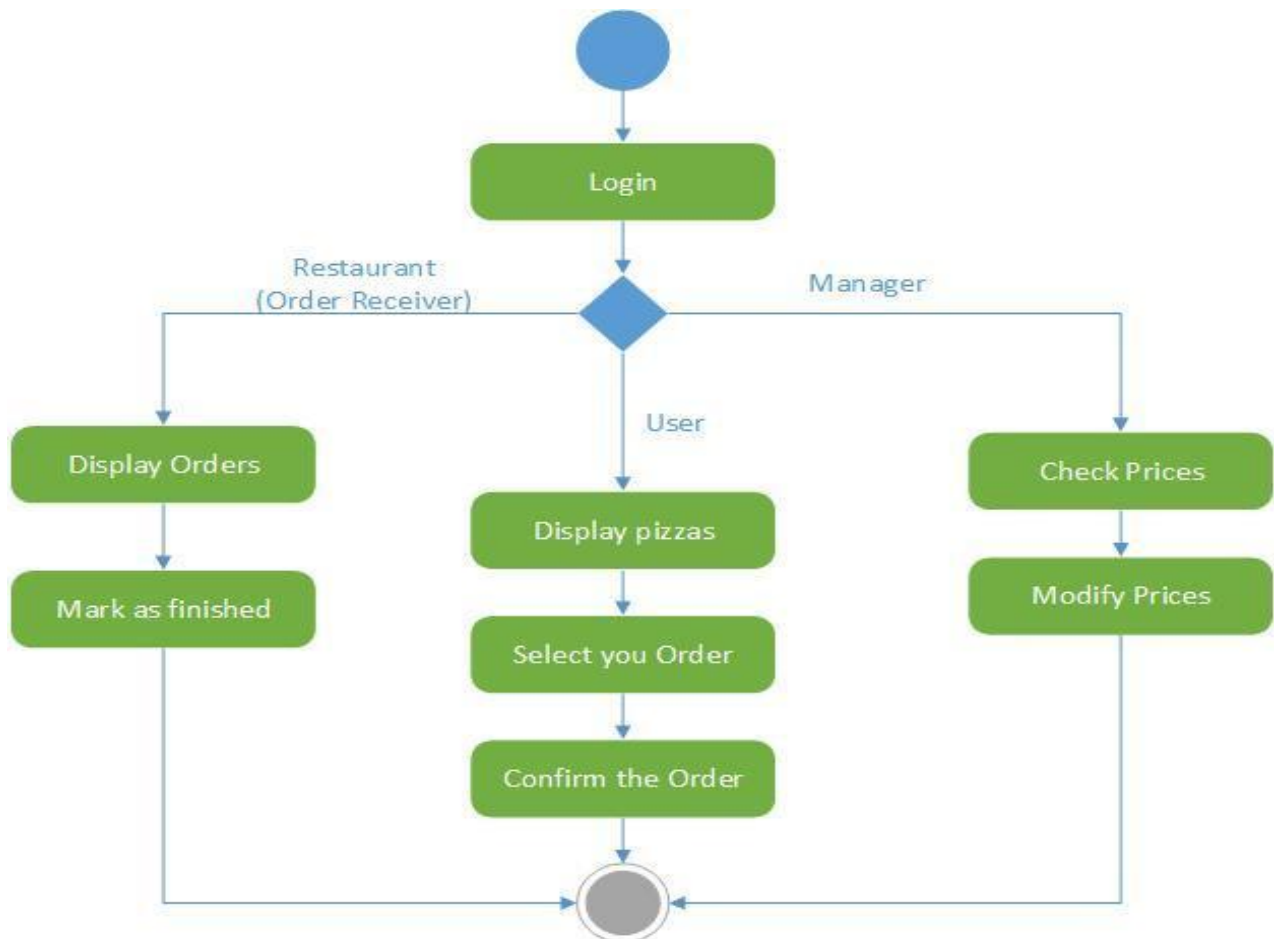 Login
Restaurant
(Order Receiver)
Manager
User
Display Orders
Check Prices
Display pizzas
Mark as finished
Modify Prices
Select you Order
Confirm the Order